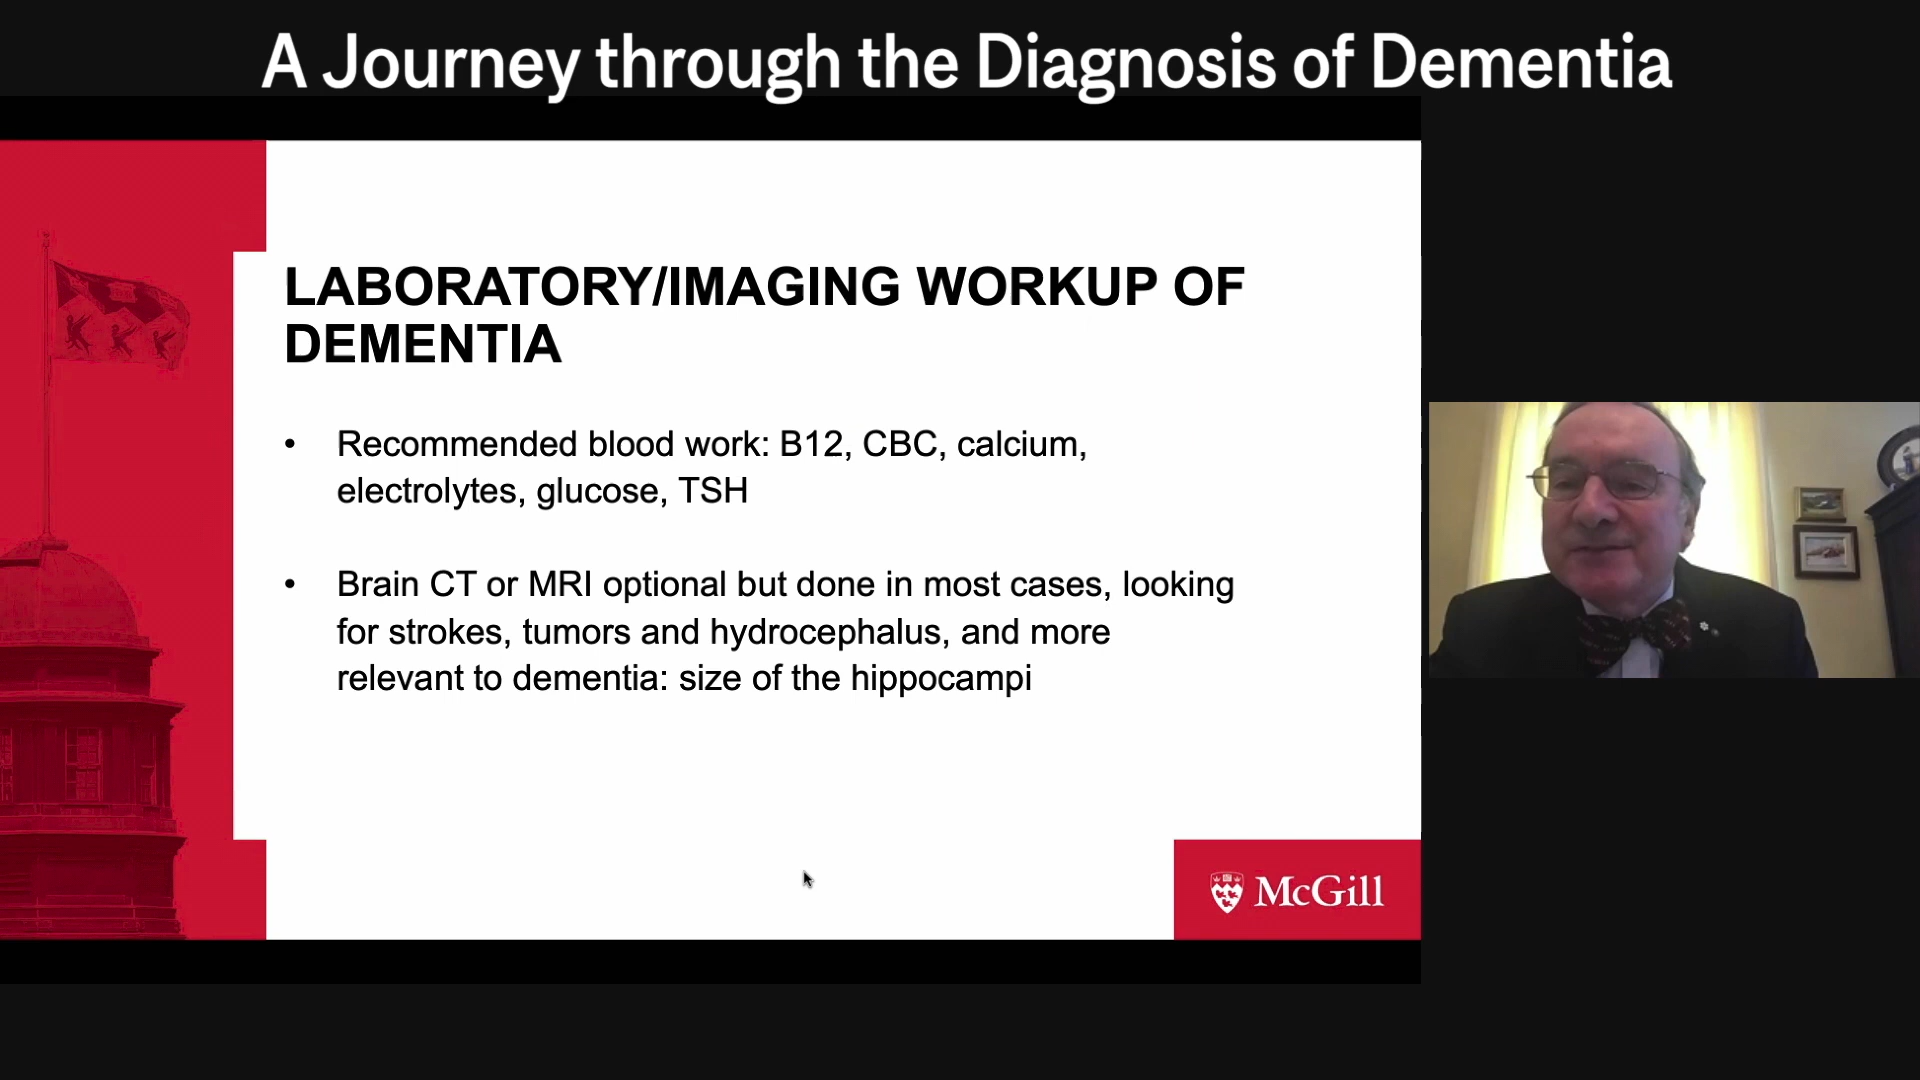 A Journey through the Diagnosis of Dementia
LABORATORY/IMAGING WORKUP OF
DEMENTIA
• Recommended blood work: B12, CBC, calcium,
electrolytes, glucose, TSH
• Brain CT or MRI optional but done in most cases, looking
for strokes, tumors and hydrocephalus, and more
relevant to dementia: size of the hippocampi
McGill